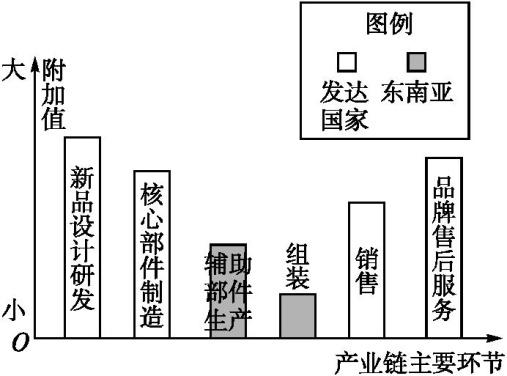 图例
发达国家
东南亚
大
附加值
小
O
新品设计研发
核心部件制造
辅助部件生产
组装
销售
品牌售后服务
产业链主要环节